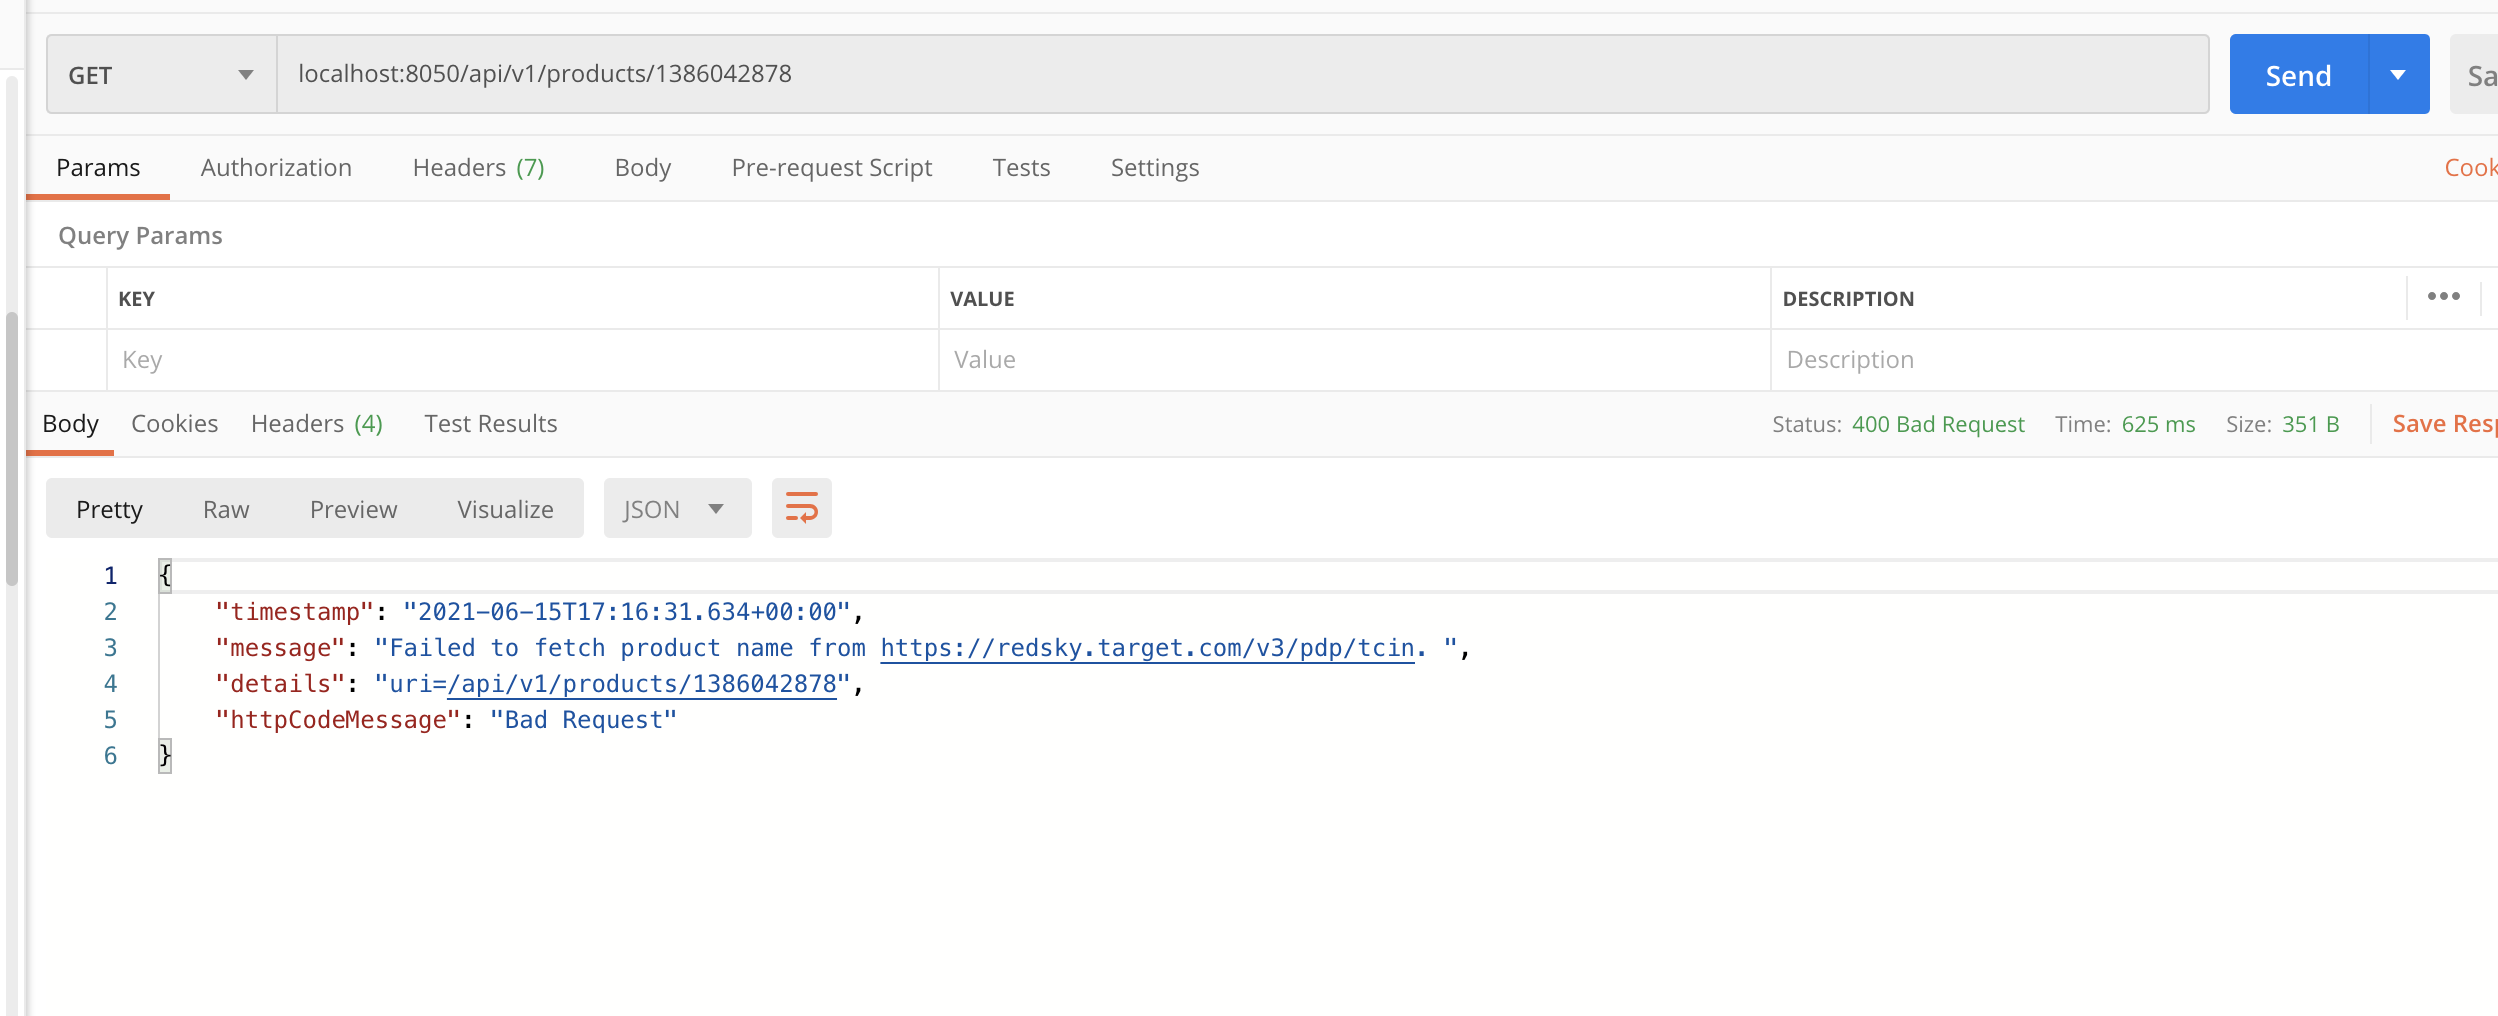 GET localhost:8050/api/v1/products/1386042878 Send Sa
Params Authorization Headers (7) Body Pre-request Script Tests Settings Cook
Query Params
KEY VALUE DESCRIPTION •••
Key Value Description
Body Cookies Headers (4) Test Results Status: 400 Bad Request Time: 625 ms Size: 351 B Save Resp
Pretty Raw Preview Visualize JSON
1 {
2 "timestamp": "2021-06-15T17:16:31.634+00:00",
3 "message": "Failed to fetch product name from https://redsky.target.com/v3/pdp/tcin. ",
4 "details": "uri=/api/v1/products/1386042878",
5 "httpCodeMessage": "Bad Request"
6 }